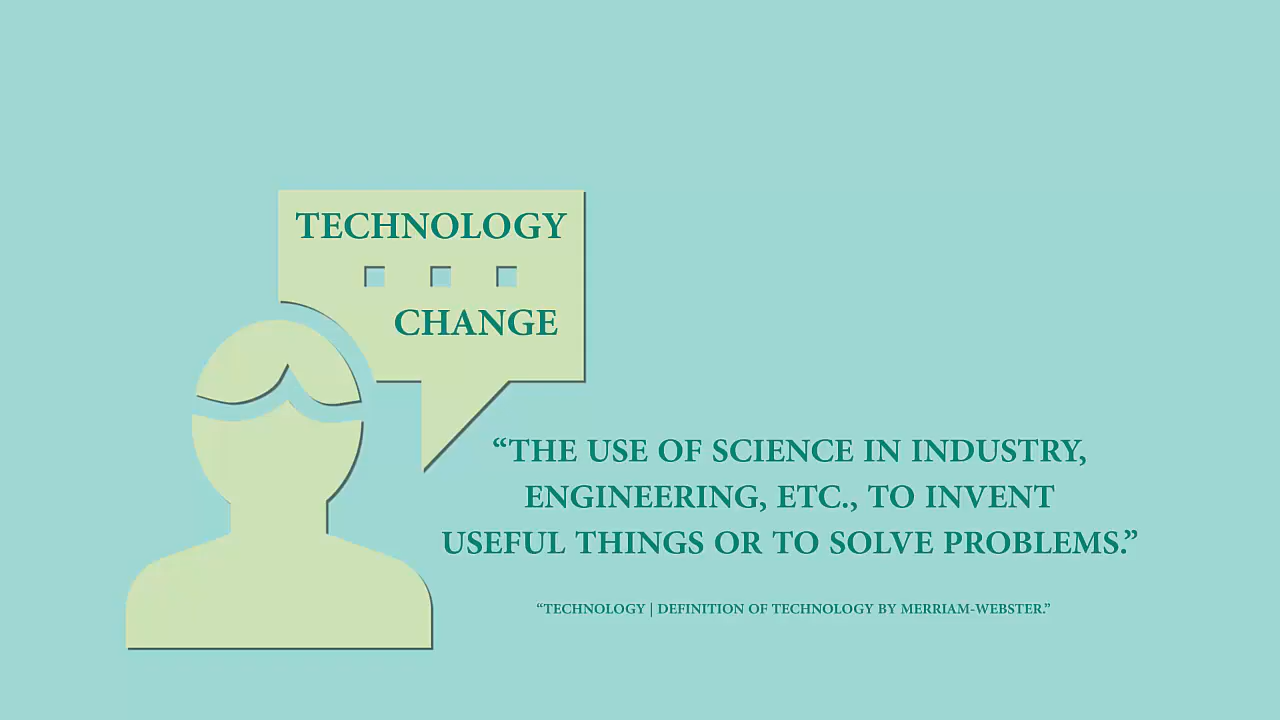 TECHNOLOGY
CHANGE
“THE USE OF SCIENCE IN INDUSTRY,
ENGINEERING, ETC., TO INVENT
USEFUL THINGS OR TO SOLVE PROBLEMS.”
“TECHNOLOGY | DEFINITION OF TECHNOLOGY BY MERRIAM-WEBSTER.”